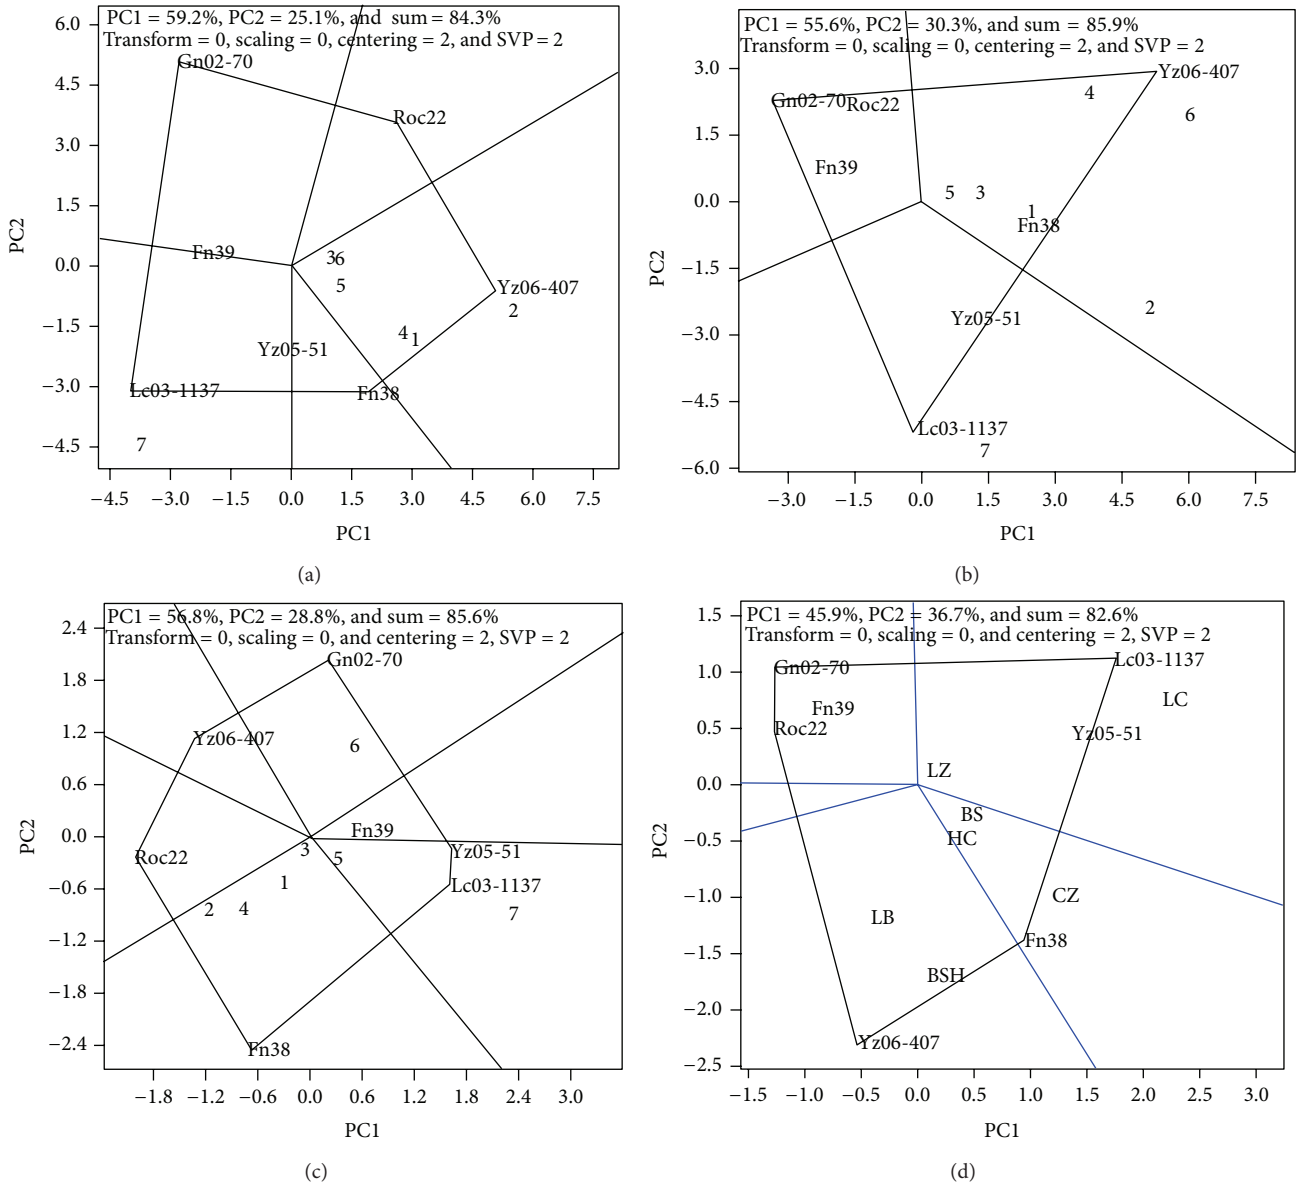 PC1 = 59.2%, PC2 = 25.1%, and sum = 84.3%
Transform = 0, scaling = 0, centering = 2, and SVP = 2
6.0
4.5
3.0
1.5
0.0
−1.5
−3.0
−4.5
PC2
Gn02-70
Roc22
Fn39
3
6
5
Yz06-407
2
4
1
Yz05-51
Lc03-1137
Fn38
7
−4.5 −3.0 −1.5 0.0 1.5 3.0 4.5 6.0 7.5
PC1
(a)
PC1 = 55.6%, PC2 = 30.3%, and sum = 85.9%
Transform = 0, scaling = 0, centering = 2, and SVP = 2
3.0
1.5
0.0
−1.5
−3.0
−4.5
−6.0
PC2
Yz06-407
Gn02-70
Roc22
4
6
Fn39
5
3
1
Fn38
2
Yz05-51
Lc03-1137
7
−3.0 −1.5 0.0 1.5 3.0 4.5 6.0 7.5
PC1
(b)
PC1 = 56.8%, PC2 = 28.8%, and sum = 85.6%
Transform = 0, scaling = 0, and centering = 2, SVP = 2
2.4
1.8
1.2
0.6
0.0
−0.6
−1.2
−1.8
−2.4
PC2
Gn02-70
Yz06-407
6
Fn39
3
5
Yz05-51
Roc22
1
Lc03-1137
2
4
7
Fn38
−1.8 −1.2 −0.6 0.0 0.6 1.2 1.8 2.4 3.0
PC1
(c)
PC1 = 45.9%, PC2 = 36.7%, and sum = 82.6%
Transform = 0, scaling = 0, and centering = 2, SVP = 2
1.5
1.0
0.5
0.0
−0.5
−1.0
−1.5
−2.0
−2.5
PC2
Gn02-70
Lc03-1137
LC
Fn39
Roc22
Yz05-51
LZ
BS
HC
CZ
LB
Fn38
BSH
Yz06-407
−1.5 −1.0 −0.5 0.0 0.5 1.0 1.5 2.0 2.5 3.0
PC1
(d)